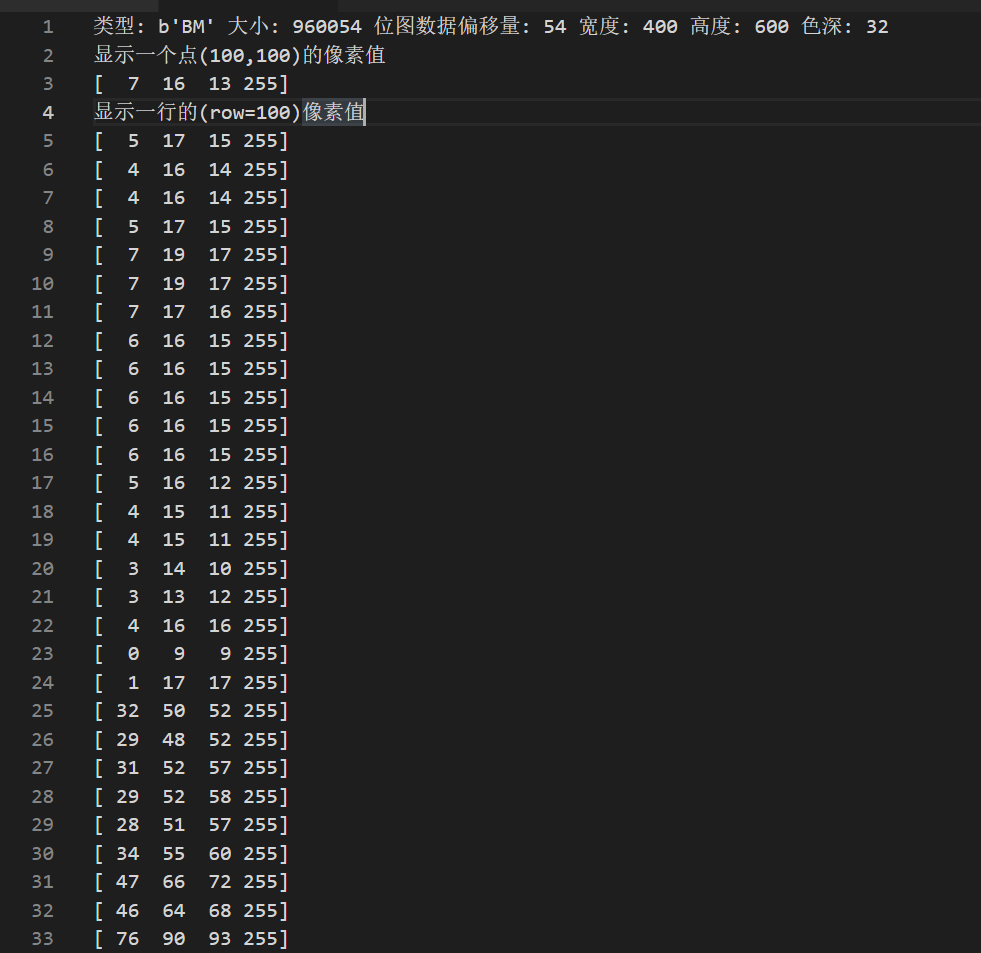 1 类型: b'BM' 大小: 960054 位图数据偏移量: 54 宽度: 400 高度: 600 色深: 32
2 显示一个点(100,100)的像素值
3 [  7  16  13 255]
4 显示一行的(row=100)像素值
5 [  5  17  15 255]
6 [  4  16  14 255]
7 [  4  16  14 255]
8 [  5  17  15 255]
9 [  7  19  17 255]
10 [  7  19  17 255]
11 [  7  17  16 255]
12 [  6  16  15 255]
13 [  6  16  15 255]
14 [  6  16  15 255]
15 [  6  16  15 255]
16 [  6  16  15 255]
17 [  5  16  12 255]
18 [  4  15  11 255]
19 [  4  15  11 255]
20 [  3  14  10 255]
21 [  3  13  12 255]
22 [  4  16  16 255]
23 [  0   9   9 255]
24 [  1  17  17 255]
25 [ 32  50  52 255]
26 [ 29  48  52 255]
27 [ 31  52  57 255]
28 [ 29  52  58 255]
29 [ 28  51  57 255]
30 [ 34  55  60 255]
31 [ 47  66  72 255]
32 [ 46  64  68 255]
33 [ 76  90  93 255]